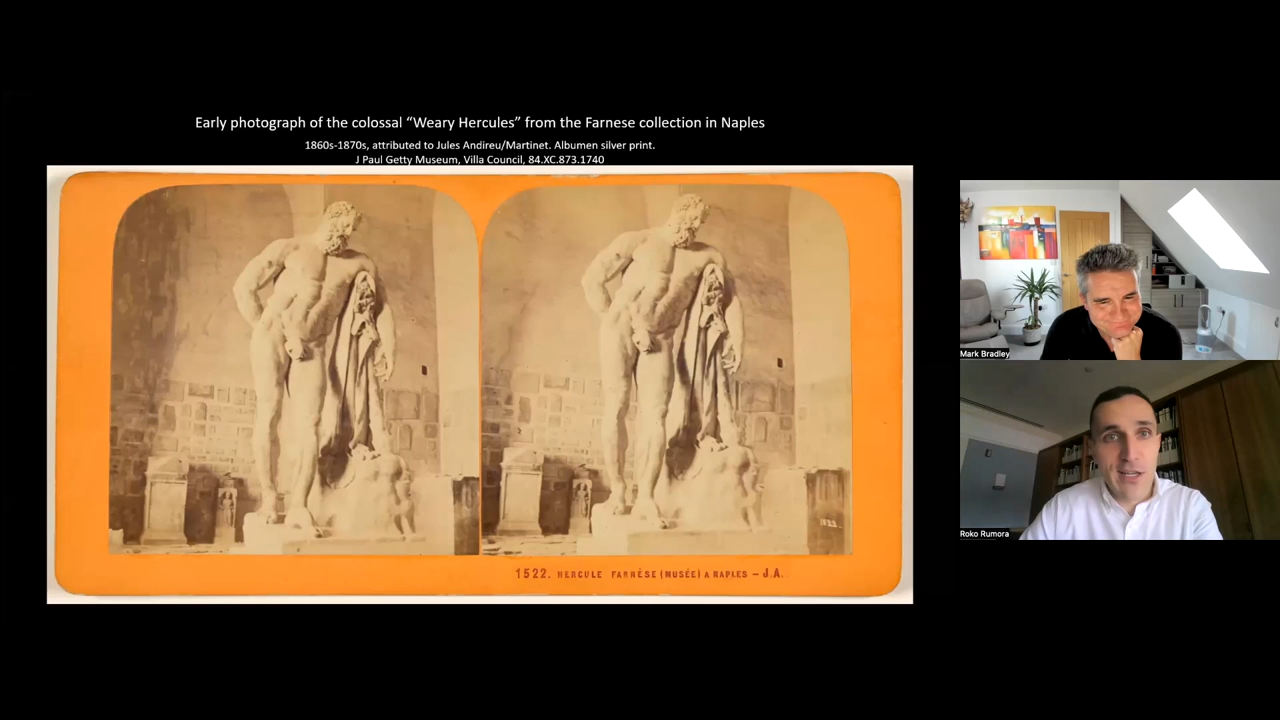 Early photograph of the colossal “Weary Hercules” from the Farnese collection in Naples
1860s-1870s, attributed to Jules Andireu/Martinet. Albumen silver print.
J Paul Getty Museum, Villa Council, 84.XC.873.1740
1522.
1522. HERCULE FARNÈSE (MUSÉE) A NAPLES – J.A.
Mark Bradley
Roko Rumora